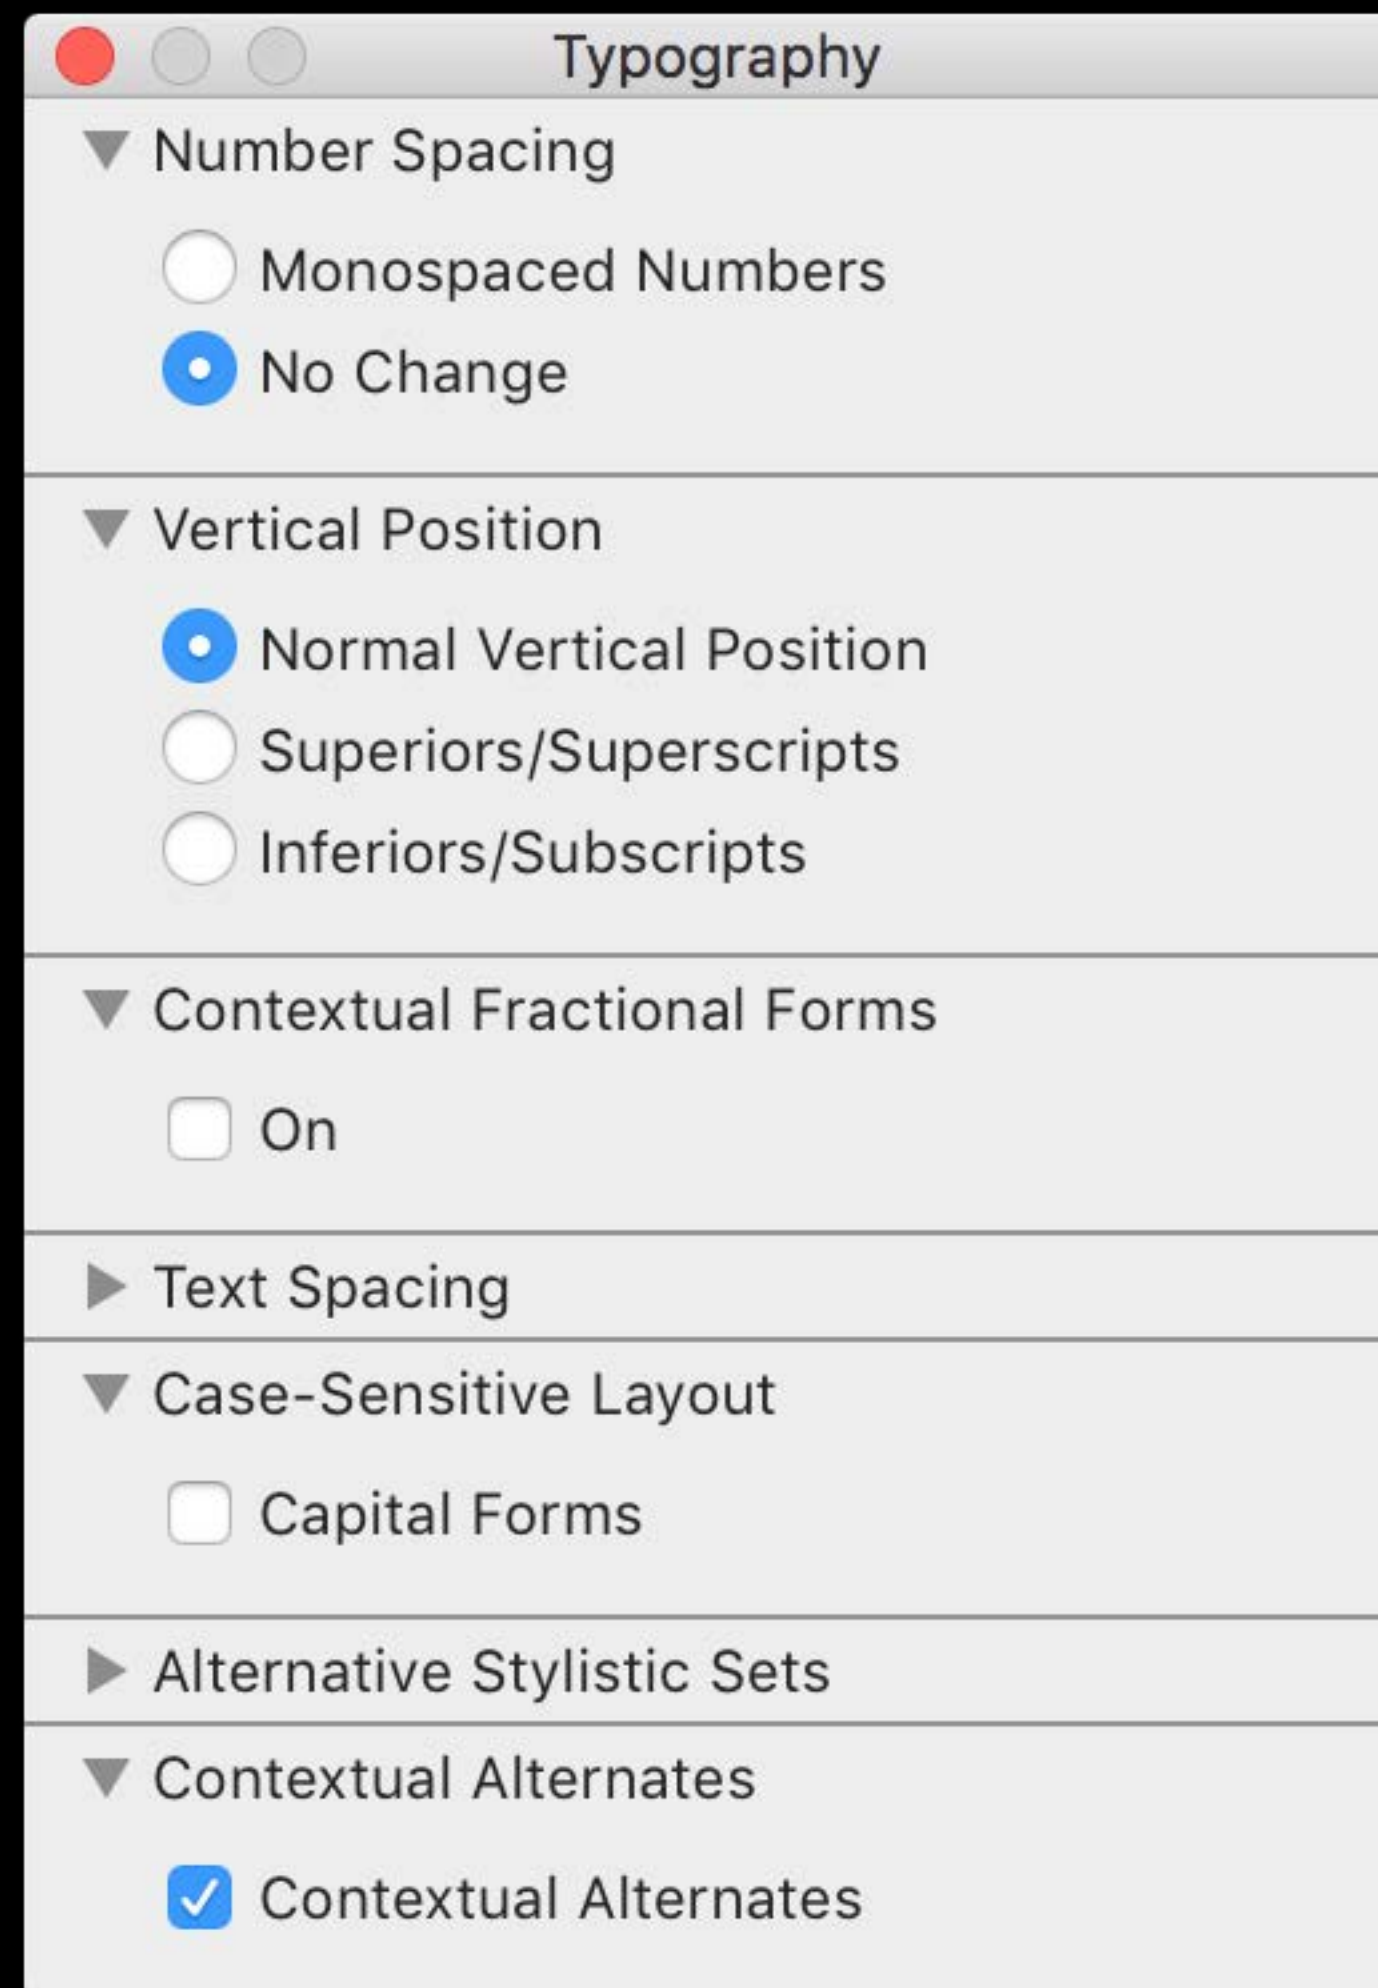 Typography
Number Spacing
Monospaced Numbers
No Change
Vertical Position
Normal Vertical Position
Superiors/Superscripts
Inferiors/Subscripts
Contextual Fractional Forms
On
Text Spacing
Case-Sensitive Layout
Capital Forms
Alternative Stylistic Sets
Contextual Alternates
Contextual Alternates